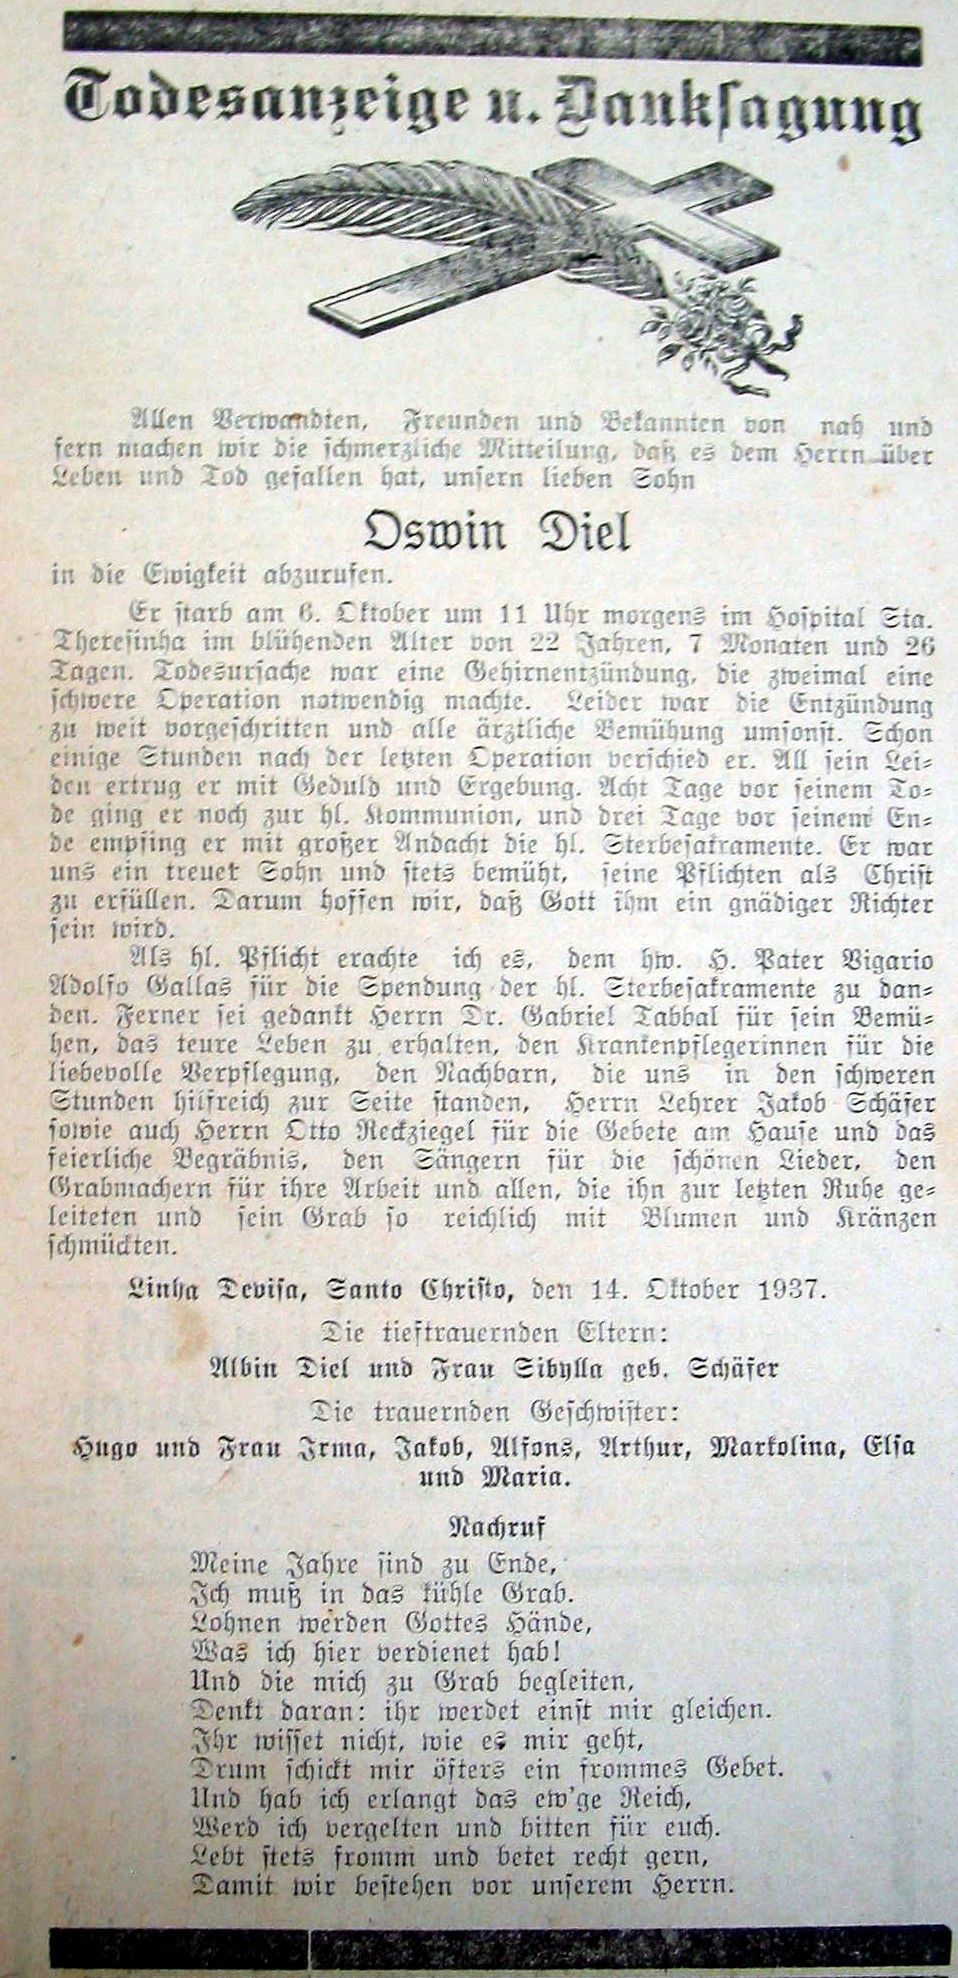 Todesanzeige u. Danksagung
Allen Verwandten, Freunden und Bekannten von nah und
fern machen wir die schmerzliche Mitteilung, daß es dem Herrn über
Leben und Tod gefallen hat, unsern lieben Sohn
Oswin Diel
in die Ewigkeit abzurufen.
Er starb am 6. Oktober um 11 Uhr morgens im Hospital Sta.
Theresinha im blühenden Alter von 22 Jahren, 7 Monaten und 26
Tagen. Todesursache war eine Gehirnentzündung, die zweimal eine
schwere Operation notwendig machte. Leider war die Entzündung
zu weit vorgeschritten und alle ärztliche Bemühung umsonst. Schon
einige Stunden nach der letzten Operation verschied er. All sein Lei-
den ertrug er mit Geduld und Ergebung. Acht Tage vor seinem To-
de ging er noch zur hl. Kommunion, und drei Tage vor seinem En-
de empfing er mit großer Andacht die hl. Sterbesakramente. Er war
uns ein treuer Sohn und stets bemüht, seine Pflichten als Christ
zu erfüllen. Darum hoffen wir, daß Gott ihm ein gnädiger Richter
sein wird.
Als hl. Pflicht erachte ich es, dem hw. H. Pater Vigario
Adolfo Gallas für die Spendung der hl. Sterbesakramente zu dan-
den. Ferner sei gedankt Herrn Dr. Gabriel Tabbal für sein Bemü-
hen, das teure Leben zu erhalten, den Krankenpflegerinnen für die
liebevolle Verpflegung, den Nachbarn, die uns in den schweren
Stunden hilfreich zur Seite standen, Herrn Lehrer Jakob Schäfer
sowie auch Herrn Otto Reckziegel für die Gebete am Hause und das
feierliche Begräbnis, den Sängern für die schönen Lieder, den
Grabmachern für ihre Arbeit und allen, die ihn zur letzten Ruhe ge-
leiteten und sein Grab so reichlich mit Blumen und Kränzen
schmückten.
Linha Devisa, Santo Christo, den 14. Oktober 1937.
Die tieftrauernden Eltern:
Albin Diel und Frau Sibylla geb. Schäfer
Die trauernden Geschwister:
Hugo und Frau Irma, Jakob, Alfons, Arthur, Markolina, Elsa
und Maria.
Nachruf
Meine Jahre sind zu Ende,
Ich muß in das kühle Grab.
Lohnen werden Gottes Hände,
Was ich hier verdienet hab!
Und die mich zu Grab begleiten,
Denkt daran: ihr werdet einst mir gleichen.
Ihr wisset nicht, wie es mir geht,
Drum schickt mir öfters ein frommes Gebet.
Und hab ich erlangt das ew'ge Reich,
Werd ich vergelten und bitten für euch.
Lebt stets fromm und betet recht gern,
Damit wir bestehen vor unserem Herrn.